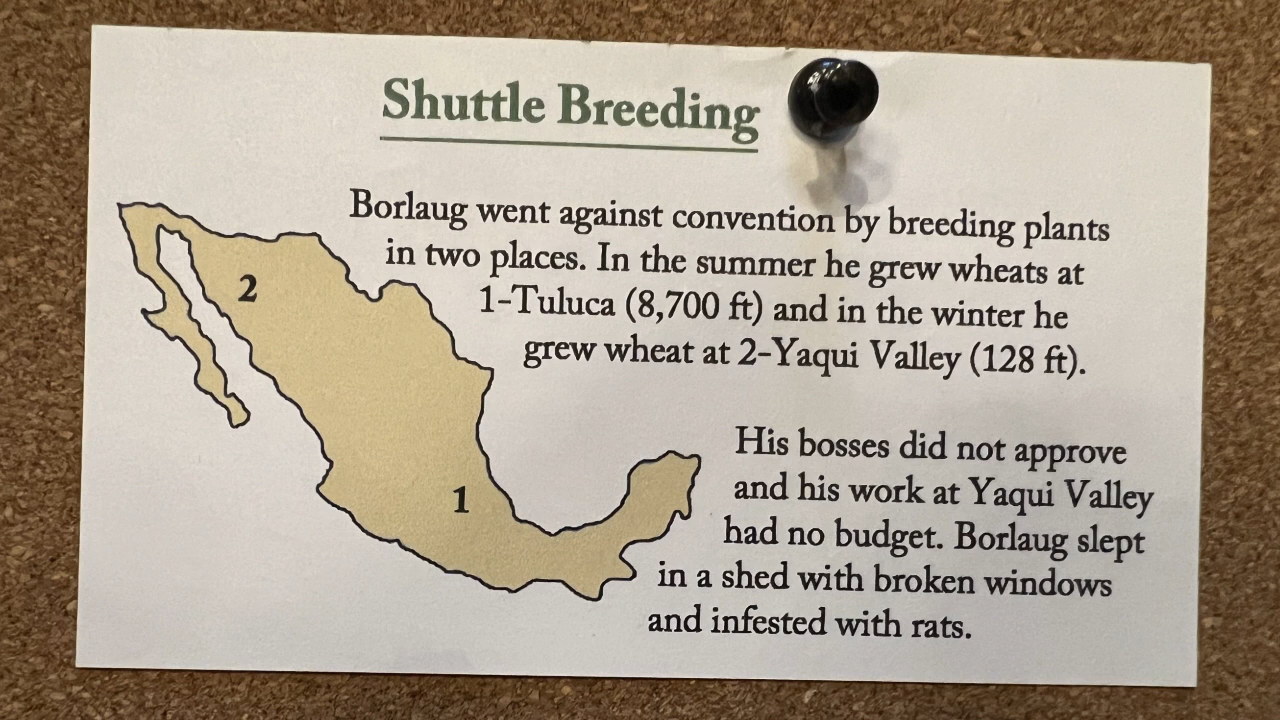 Shuttle Breeding
Borlaug went against convention by breeding plants
in two places. In the summer he grew wheats at
1-Tuluca (8,700 ft) and in the winter he
grew wheat at 2-Yaqui Valley (128 ft).
2
1
His bosses did not approve
and his work at Yaqui Valley
had no budget. Borlaug slept
in a shed with broken windows
and infested with rats.